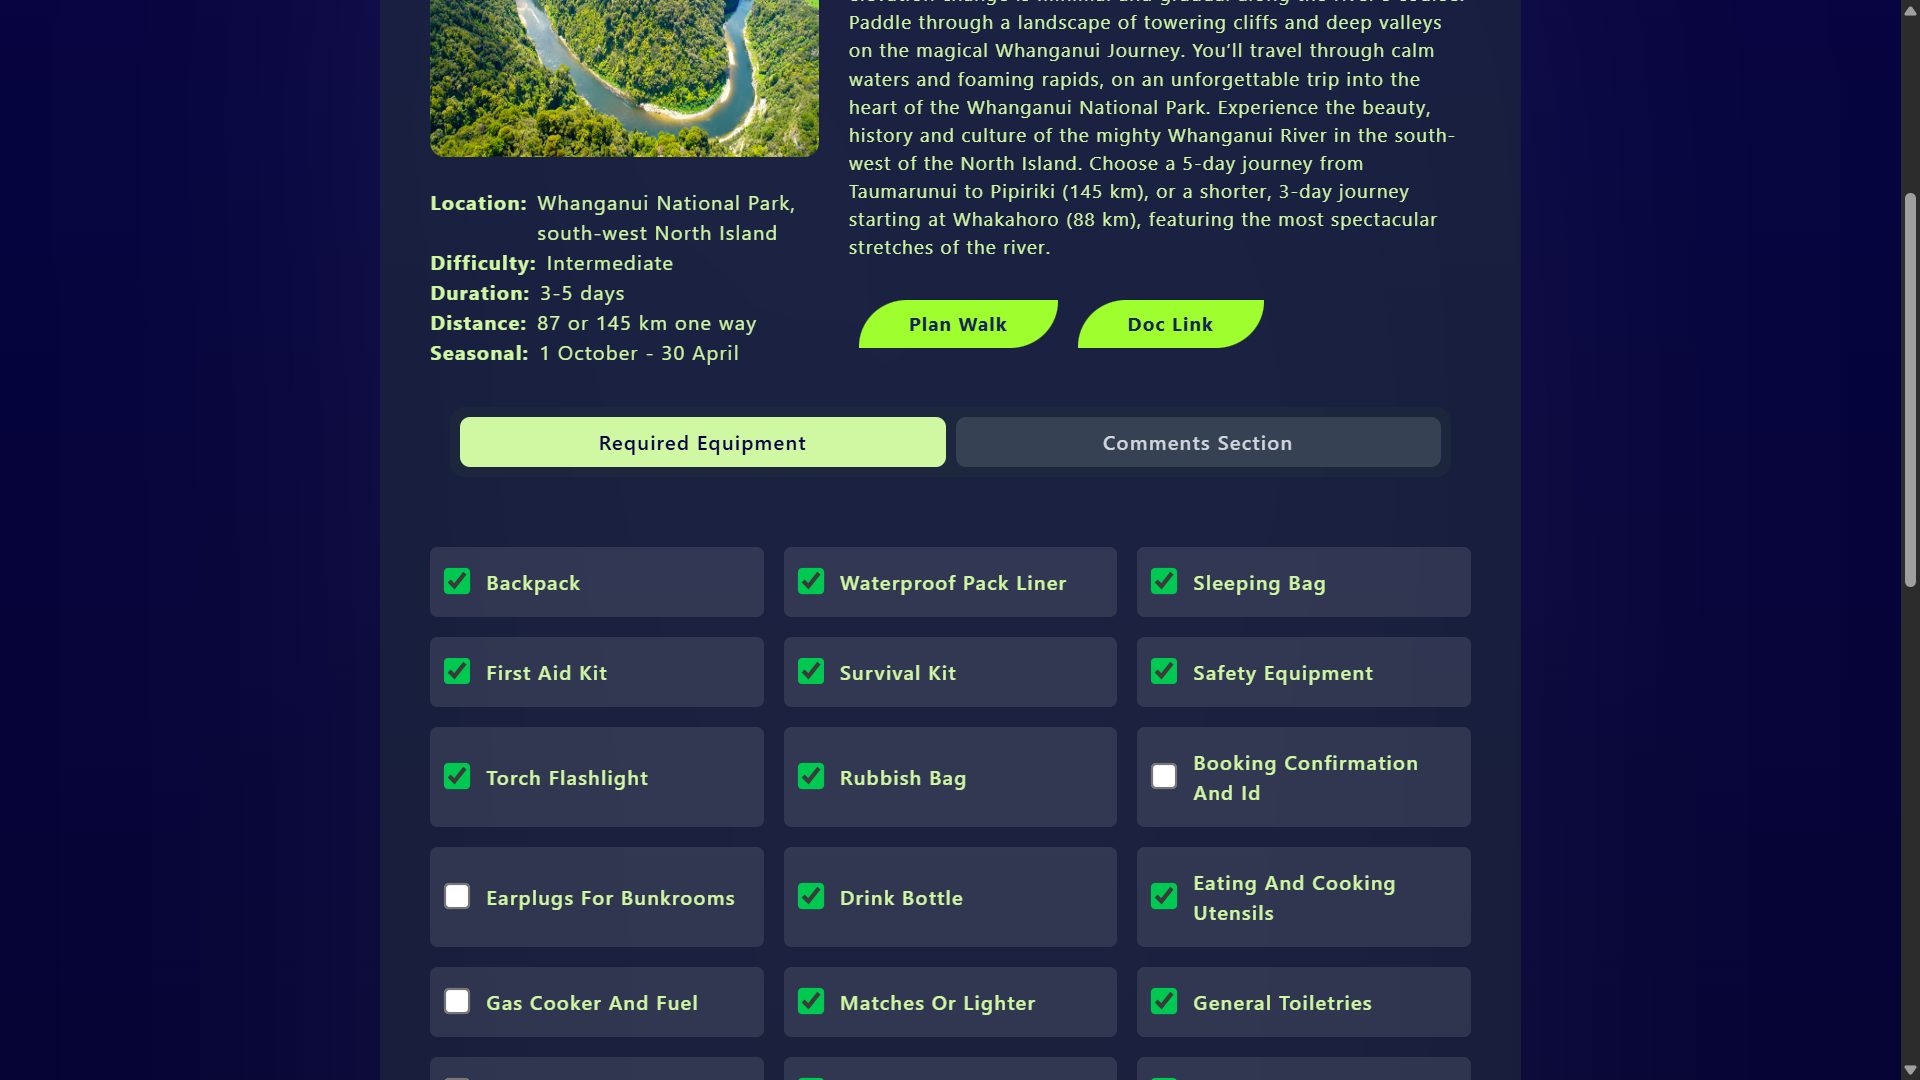 Paddle through a landscape of towering cliffs and deep valleys
on the magical Whanganui Journey. You’ll travel through calm
waters and foaming rapids, on an unforgettable trip into the
heart of the Whanganui National Park. Experience the beauty,
history and culture of the mighty Whanganui River in the south-
west of the North Island. Choose a 5-day journey from
Taumarunui to Pipiriki (145 km), or a shorter, 3-day journey
starting at Whakahoro (88 km), featuring the most spectacular
stretches of the river.
Location: Whanganui National Park,
south-west North Island
Difficulty: Intermediate
Duration: 3-5 days
Distance: 87 or 145 km one way
Seasonal: 1 October - 30 April
Plan Walk
Doc Link
Required Equipment
Comments Section
Backpack
Waterproof Pack Liner
Sleeping Bag
First Aid Kit
Survival Kit
Safety Equipment
Torch Flashlight
Rubbish Bag
Booking Confirmation
And Id
Earplugs For Bunkrooms
Drink Bottle
Eating And Cooking
Utensils
Gas Cooker And Fuel
Matches Or Lighter
General Toiletries